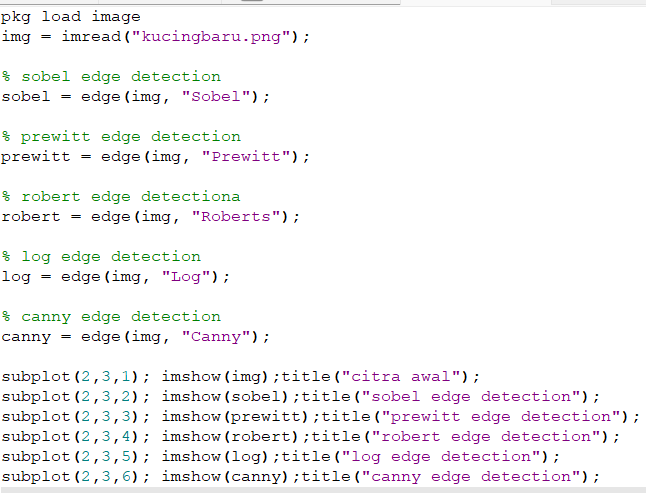 pkg load image
img = imread("kucingbaru.png");
% sobel edge detection
sobel = edge(img, "Sobel");
% prewitt edge detection
prewitt = edge(img, "Prewitt");
% robert edge detectiona
robert = edge(img, "Roberts");
% log edge detection
log = edge(img, "Log");
% canny edge detection
canny = edge(img, "Canny");
subplot(2,3,1); imshow(img);title("citra awal");
subplot(2,3,2); imshow(sobel);title("sobel edge detection");
subplot(2,3,3); imshow(prewitt);title("prewitt edge detection");
subplot(2,3,4); imshow(robert);title("robert edge detection");
subplot(2,3,5); imshow(log);title("log edge detection");
subplot(2,3,6); imshow(canny);title("canny edge detection");